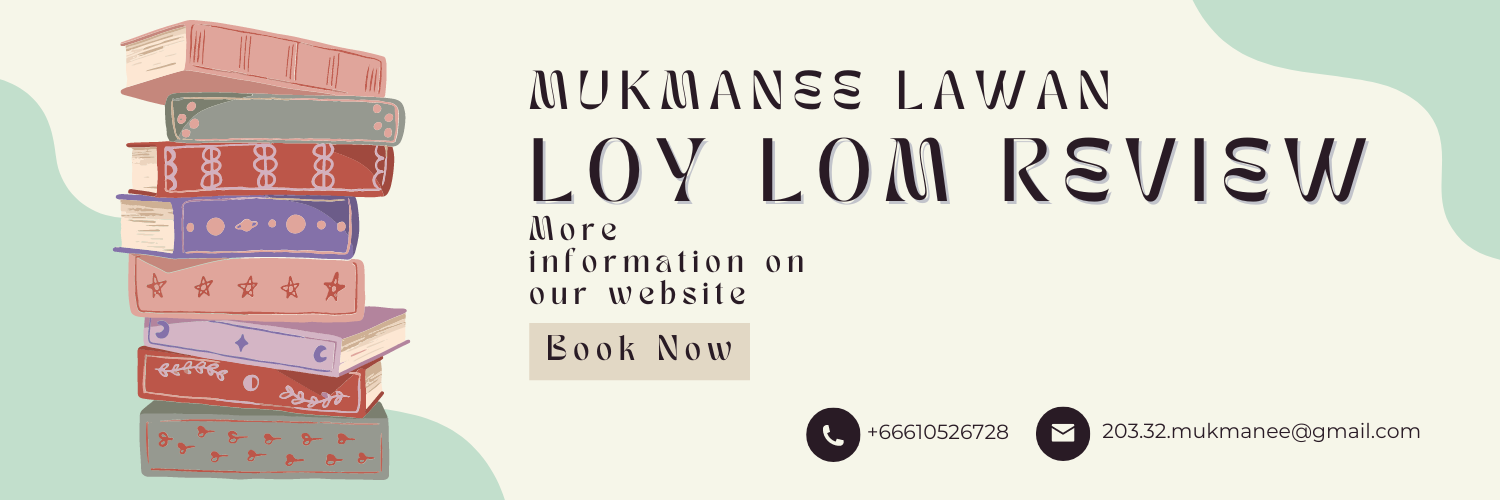 MUKMANEE LAWAN
LOY LOM REVIEW
More
information on
our website
Book Now
+66610526728
203.32.mukmanee@gmail.com